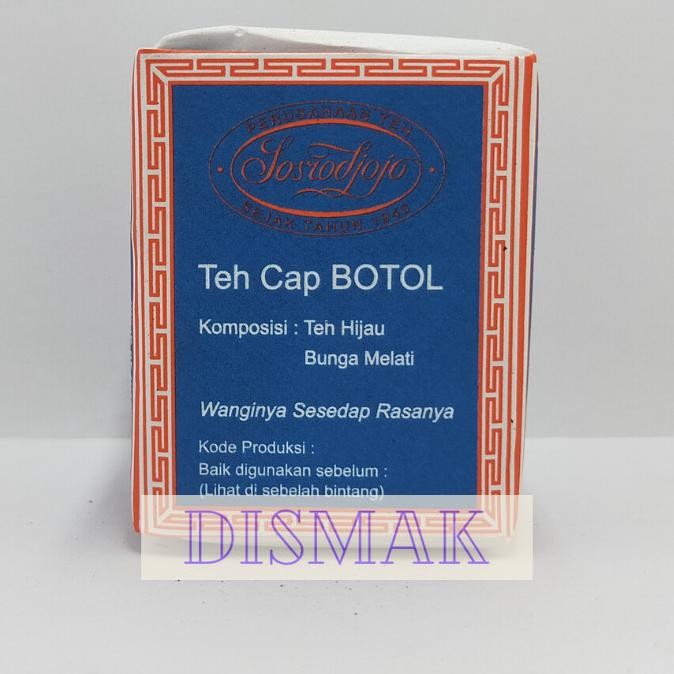 PERUSAHAAN TEH
Sosrodjojo
SEJAK TAHUN 1940
Teh Cap BOTOL
Komposisi : Teh Hijau
Bunga Melati
Wanginya Sesedap Rasanya
Kode Produksi :
Baik digunakan sebelum :
(Lihat di sebelah bintang)
DISMAK